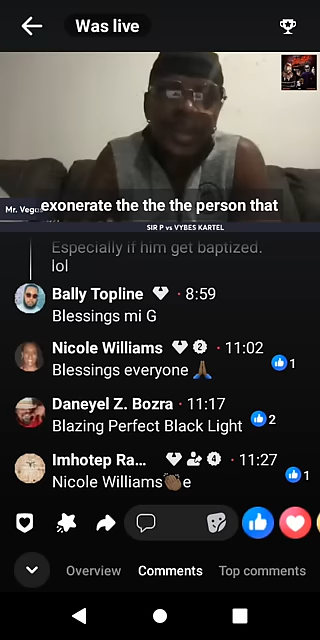 Was live
exonerate the the the person that
Mr. Vega
SIR P vs VYBES KARTEL
Especially if him get baptized.
lol
Bally Topline · 8:59
Blessings mi G
Nicole Williams 2 · 11:02
Blessings everyone 🙏🏾 1
Daneyel Z. Bozra · 11:17
Blazing Perfect Black Light 2
Imhotep Ra... 4 · 11:27
Nicole Williams👏🏾e 1
Overview Comments Top comments